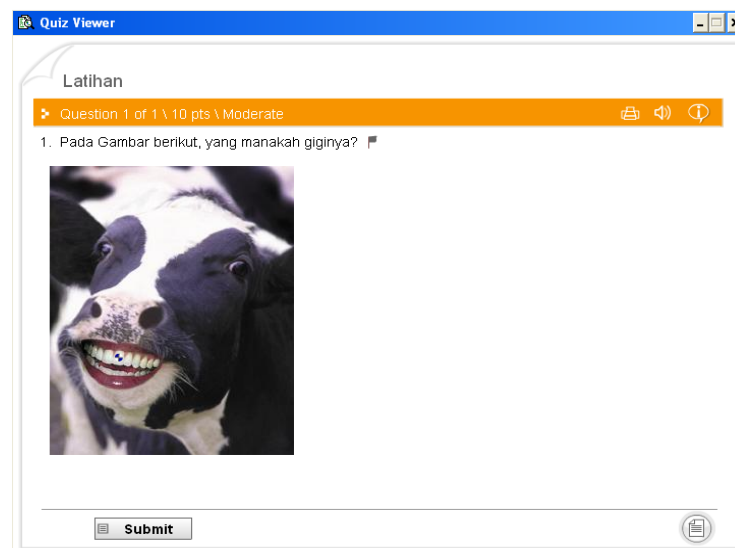 Quiz Viewer
Latihan
Question 1 of 1 \ 10 pts \ Moderate
1. Pada Gambar berikut, yang manakah giginya?
Submit